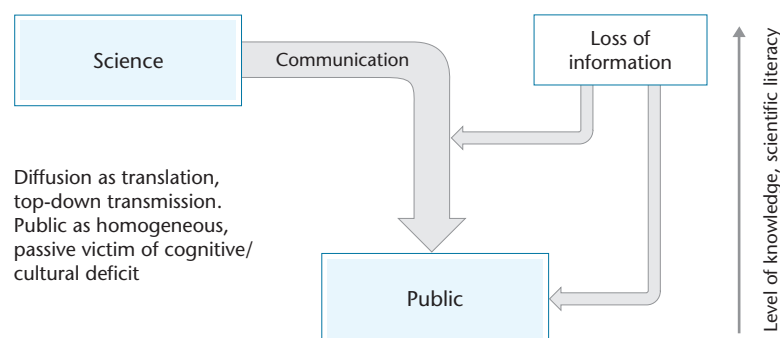 Science
Communication
Loss of
information
Diffusion as translation,
top-down transmission.
Public as homogeneous,
passive victim of cognitive/
cultural deficit
Public
Level of knowledge, scientific literacy